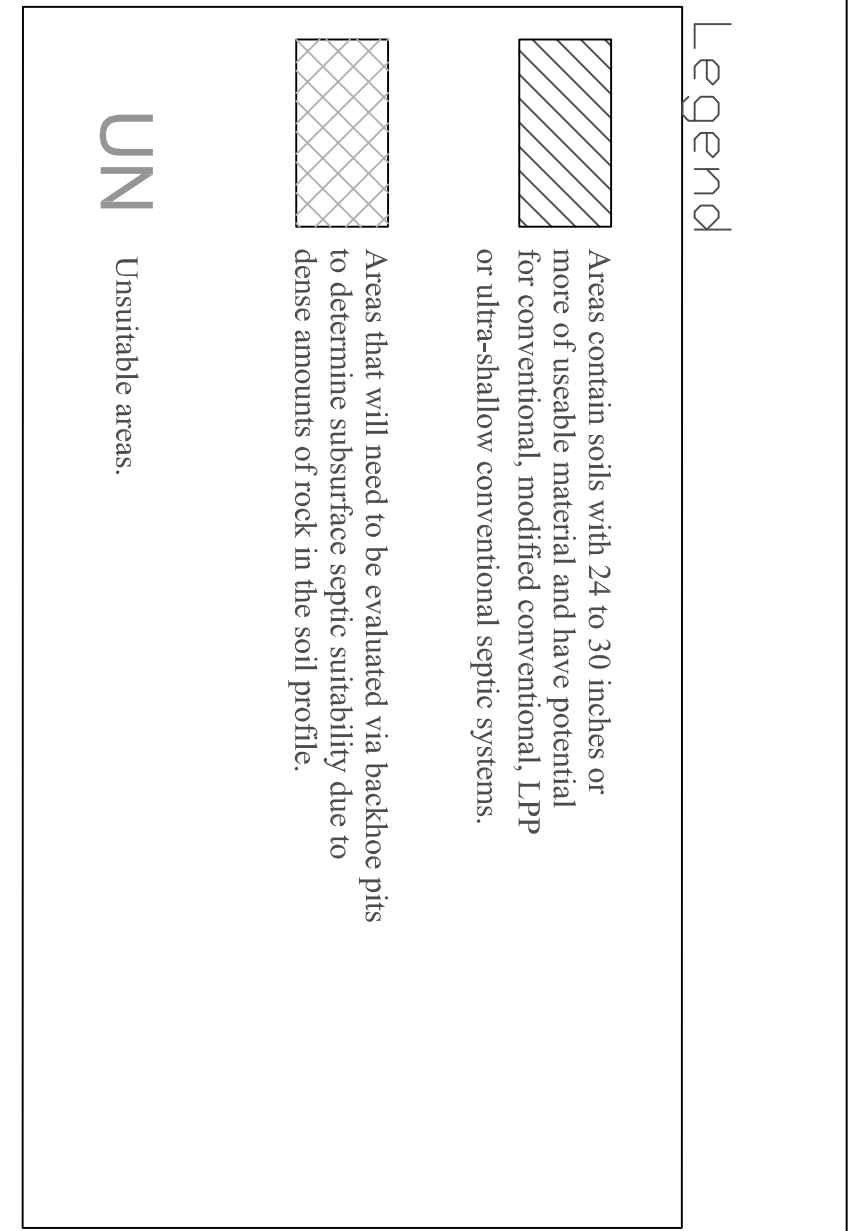 Legend
Areas contain soils with 24 to 30 inches or
more of useable material and have potential
for conventional, modified conventional, LPP
or ultra-shallow conventional septic systems.
Areas that will need to be evaluated via backhoe pits
to determine subsurface septic suitability due to
dense amounts of rock in the soil profile.
UN Unsuitable areas.